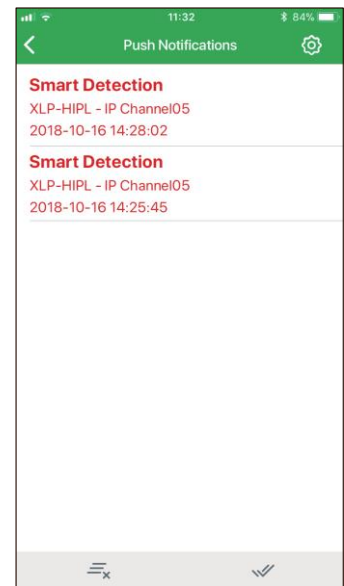 11:32
84%
Push Notifications
Smart Detection
XLP-HIPL - IP Channel05
2018-10-16 14:28:02
Smart Detection
XLP-HIPL - IP Channel05
2018-10-16 14:25:45